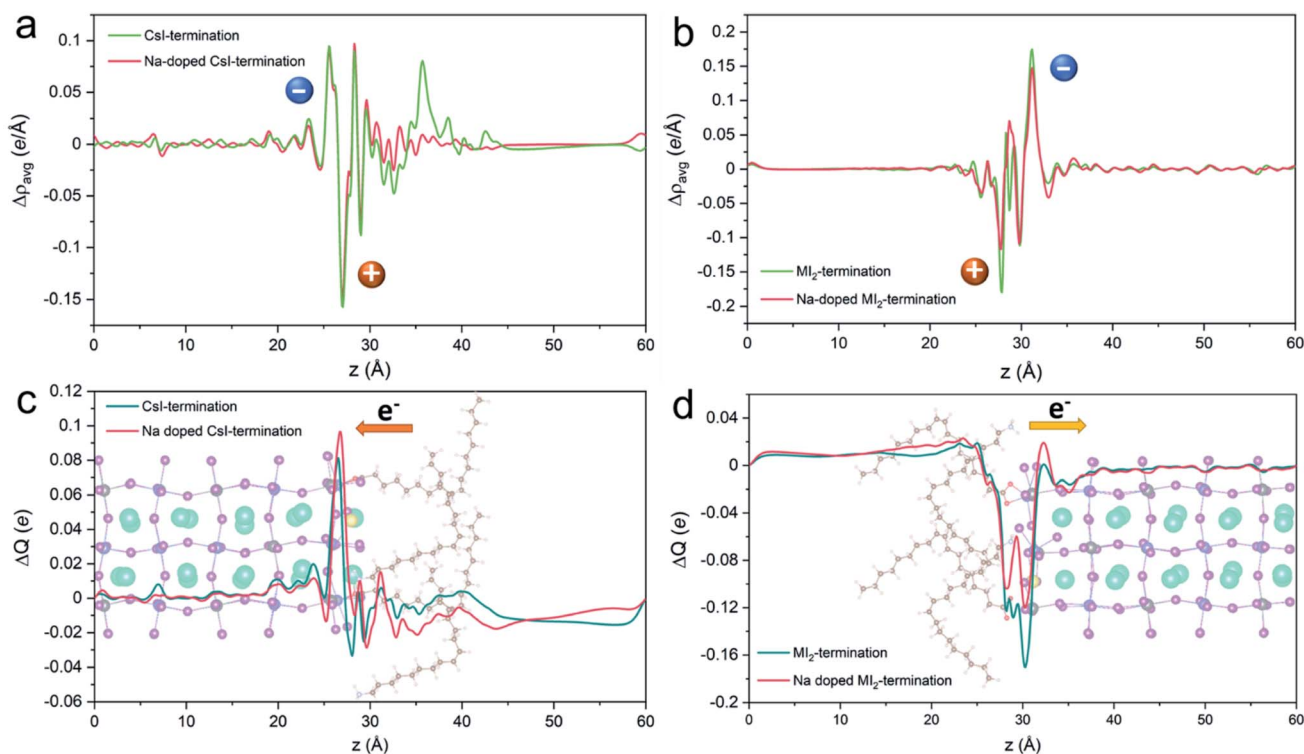 a
0.1
0.05
0
-0.05
-0.1
-0.15
Δρavg (e/Å)
CsI-termination
Na-doped CsI-termination
−
+
0 10 20 30 40 50 60
z (Å)
b
0.2
0.15
0.1
0.05
0
-0.05
-0.1
-0.15
-0.2
Δρavg (e/Å)
−
+
MI₂-termination
Na-doped MI₂-termination
0 10 20 30 40 50 60
z (Å)
c
0.12
0.1
0.08
0.06
0.04
0.02
0
-0.02
-0.04
-0.06
ΔQ (e)
CsI-termination
Na doped CsI-termination
e⁻
0 10 20 30 40 50 60
z (Å)
d
0.04
0
-0.04
-0.08
-0.12
-0.16
-0.2
ΔQ (e)
e⁻
MI₂-termination
Na doped MI₂-termination
0 10 20 30 40 50 60
z (Å)